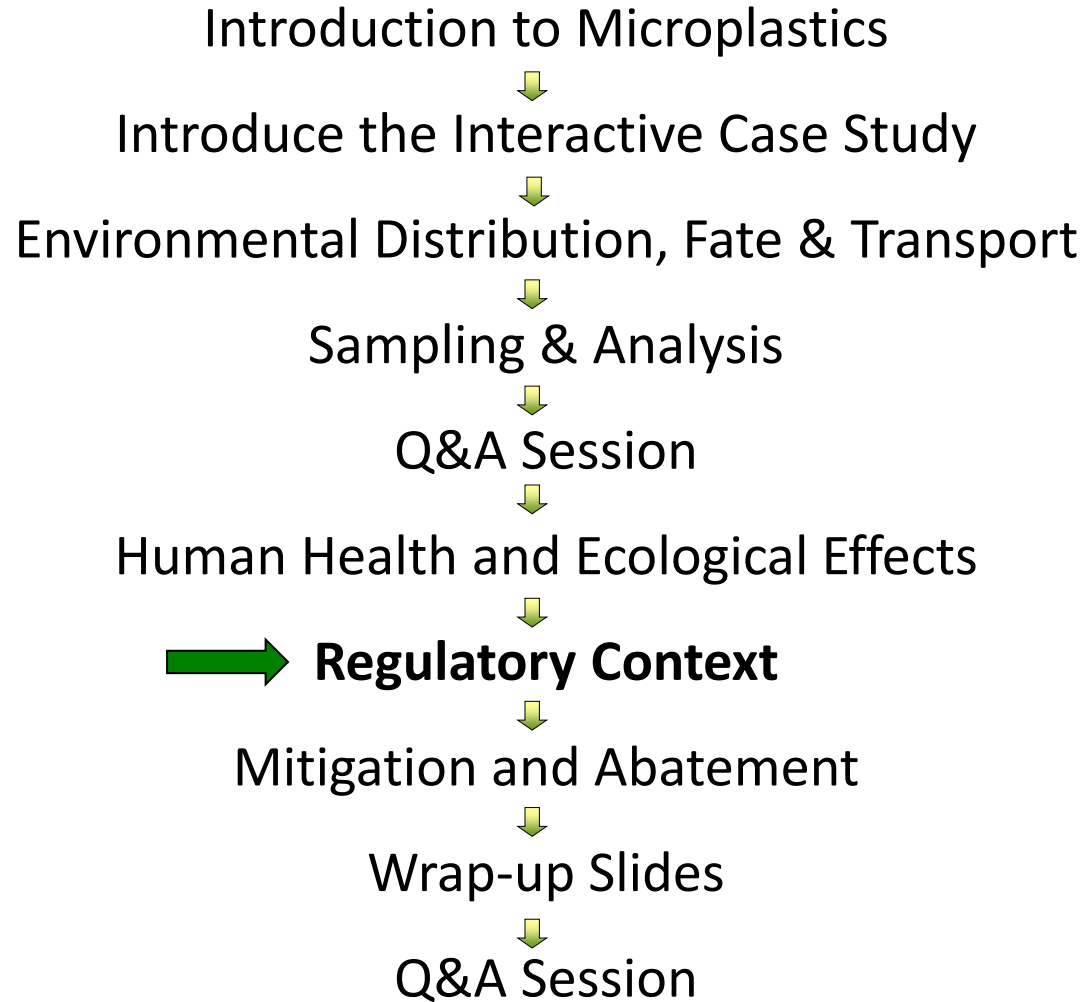 Introduction to Microplastics
Introduce the Interactive Case Study
Environmental Distribution, Fate & Transport
Sampling & Analysis
Q&A Session
Human Health and Ecological Effects
Regulatory Context
Mitigation and Abatement
Wrap-up Slides
Q&A Session